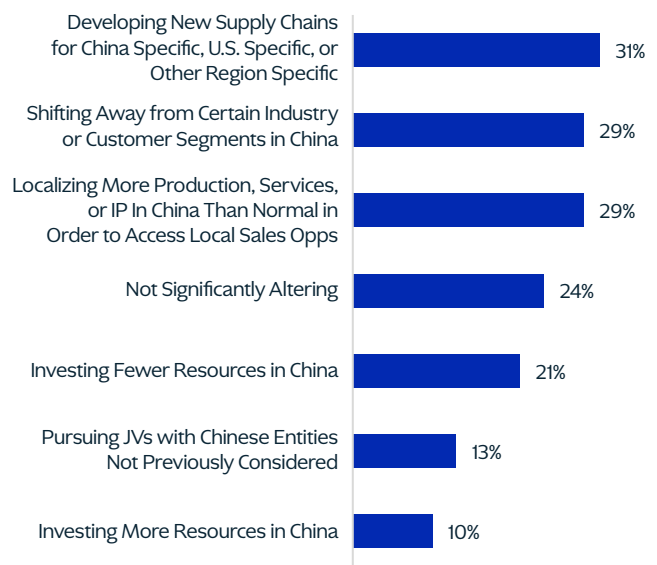 Developing New Supply Chains
for China Specific, U.S. Specific, or
Other Region Specific
31%
Shifting Away from Certain Industry
or Customer Segments in China
29%
Localizing More Production, Services,
or IP In China Than Normal in
Order to Access Local Sales Opps
29%
Not Significantly Altering
24%
Investing Fewer Resources in China
21%
Pursuing JVs with Chinese Entities
Not Previously Considered
13%
Investing More Resources in China
10%